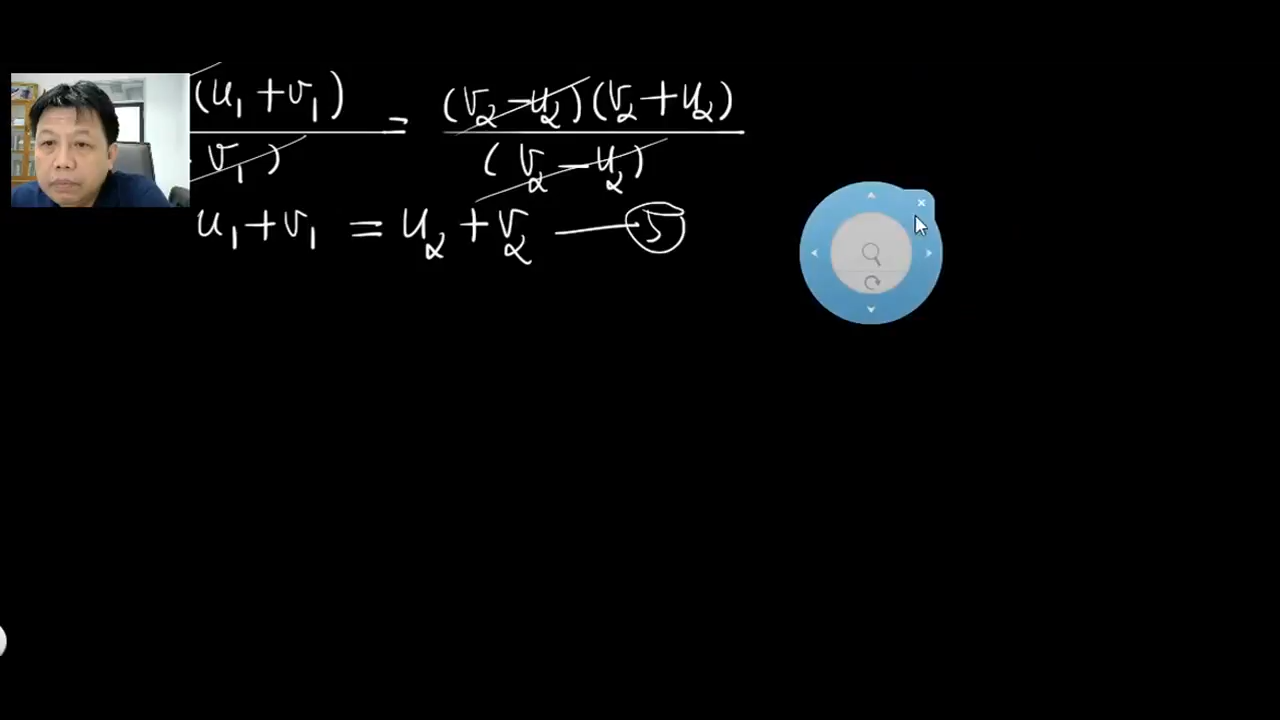 (u₁ + v₁) = (v₂ - u₂)(v₂ + u₂)
v₁) (v₂ - u₂)
u₁ + v₁ = u₂ + v₂ — 5